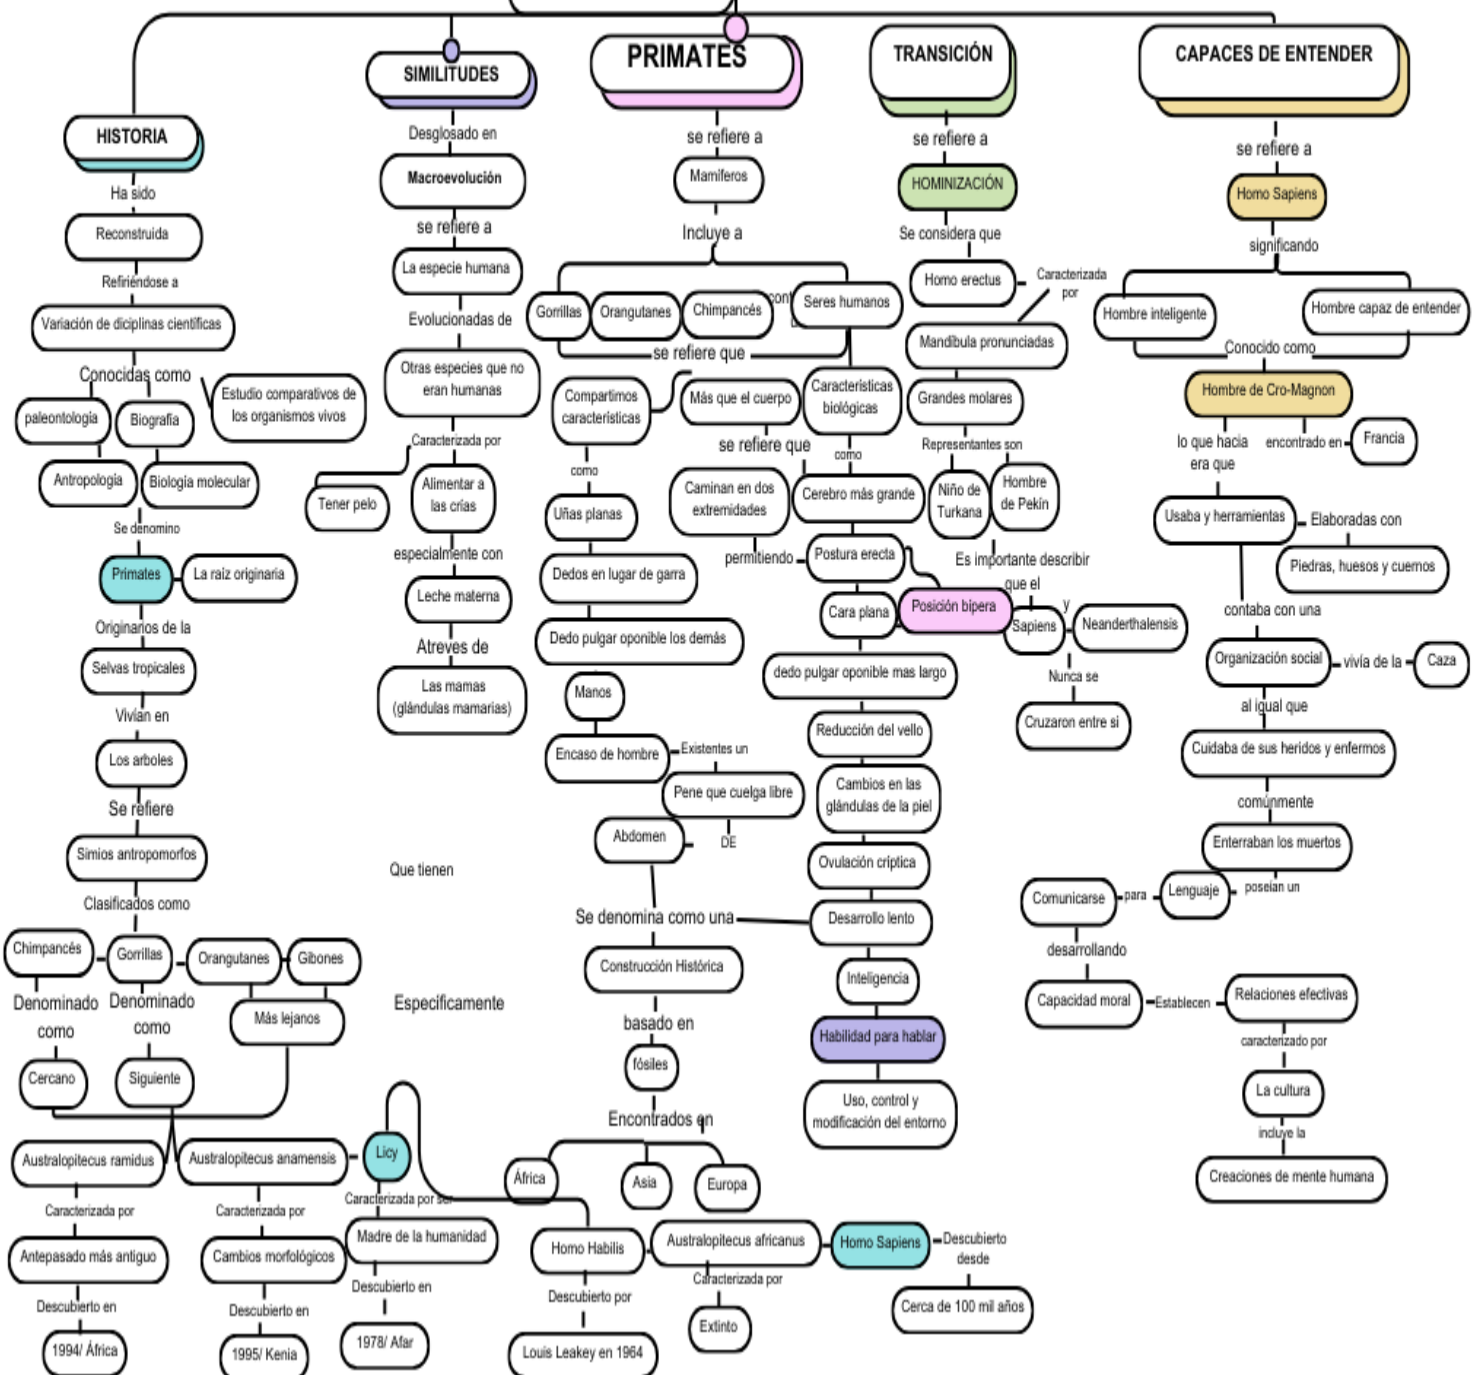 HISTORIA
Ha sido
Reconstruida
Refiriéndose a
Variación de diciplinas científicas
Conocidas como
paleontología
Biografía
Estudio comparativos de
los organismos vivos
Antropología
Biología molecular
Se denomino
Primates
La raíz originaria
Originarios de la
Selvas tropicales
Vivían en
Los arboles
Se refiere
Simios antropomorfos
Clasificados como
Chimpancés
Gorrillas
Orangutanes
Gibones
Denominado
como
Denominado
como
Más lejanos
Cercano
Siguiente
Australopitecus ramidus
Australopitecus anamensis
Licy
Caracterizada por
Caracterizada por
Caracterizada por ser
Antepasado más antiguo
Cambios morfológicos
Madre de la humanidad
Descubierto en
Descubierto en
Descubierto en
1994/ África
1995/ Kenia
1978/ Afar
SIMILITUDES
Desglosado en
Macroevolución
se refiere a
La especie humana
Evolucionadas de
Otras especies que no
eran humanas
Caracterizada por
Tener pelo
Alimentar a
las crías
especialmente con
Leche materna
Atreves de
Las mamas
(glándulas mamarias)
Que tienen
Especificamente
PRIMATES
se refiere a
Mamíferos
Incluye a
Gorrillas
Orangutanes
Chimpancés
cont
Seres humanos
se refiere que
Compartimos
características
Más que el cuerpo
Características
biológicas
como
se refiere que
como
Uñas planas
Caminan en dos
extremidades
Cerebro más grande
Dedos en lugar de garra
permitiendo
Postura erecta
Cara plana
Posición bípera
Dedo pulgar oponible los demás
dedo pulgar oponible mas largo
Manos
Reducción del vello
Encaso de hombre
Existentes un
Pene que cuelga libre
Cambios en las
glándulas de la piel
Abdomen
DE
Ovulación críptica
Se denomina como una
Desarrollo lento
Construcción Histórica
Inteligencia
basado en
Habilidad para hablar
fósiles
Uso, control y
modificación del entorno
Encontrados en
África
Asia
Europa
Homo Habilis
Australopitecus africanus
Homo Sapiens
Descubierto
desde
Descubierto por
Caracterizada por
Cerca de 100 mil años
Louis Leakey en 1964
Extinto
TRANSICIÓN
se refiere a
HOMINIZACIÓN
Se considera que
Homo erectus
Caracterizada
por
Mandíbula pronunciadas
Grandes molares
Representantes son
Niño de
Turkana
Hombre
de Pekín
Es importante describir
que el
Sapiens
y
Neanderthalensis
Nunca se
Cruzaron entre si
CAPACES DE ENTENDER
se refiere a
Homo Sapiens
significando
Hombre inteligente
Hombre capaz de entender
Conocido como
Hombre de Cro-Magnon
lo que hacia
era que
encontrado en
Francia
Usaba y herramientas
Elaboradas con
Piedras, huesos y cuernos
contaba con una
Organización social
vivía de la
Caza
al igual que
Cuidaba de sus heridos y enfermos
comúnmente
Enterraban los muertos
poseían un
Lenguaje
para
Comunicarse
desarrollando
Capacidad moral
Establecen
Relaciones efectivas
caracterizado por
La cultura
incluye la
Creaciones de mente humana